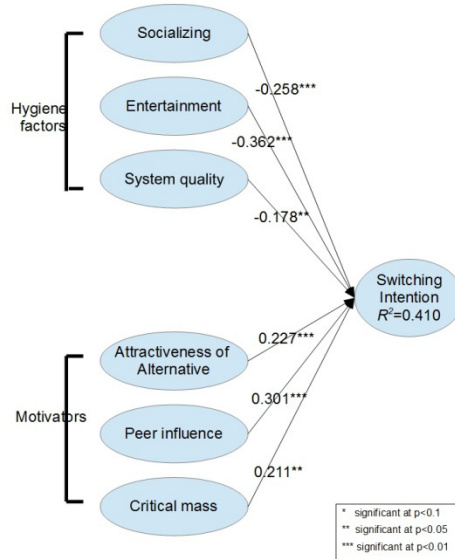 Socializing
-0.258***
Hygiene
factors
Entertainment
-0.362***
System quality
-0.178**
Switching
Intention
R²=0.410
Attractiveness of
Alternative
0.227***
Motivators
Peer influence
0.301***
Critical mass
0.211**
* significant at p<0.1
** significant at p<0.05
*** significant at p<0.01